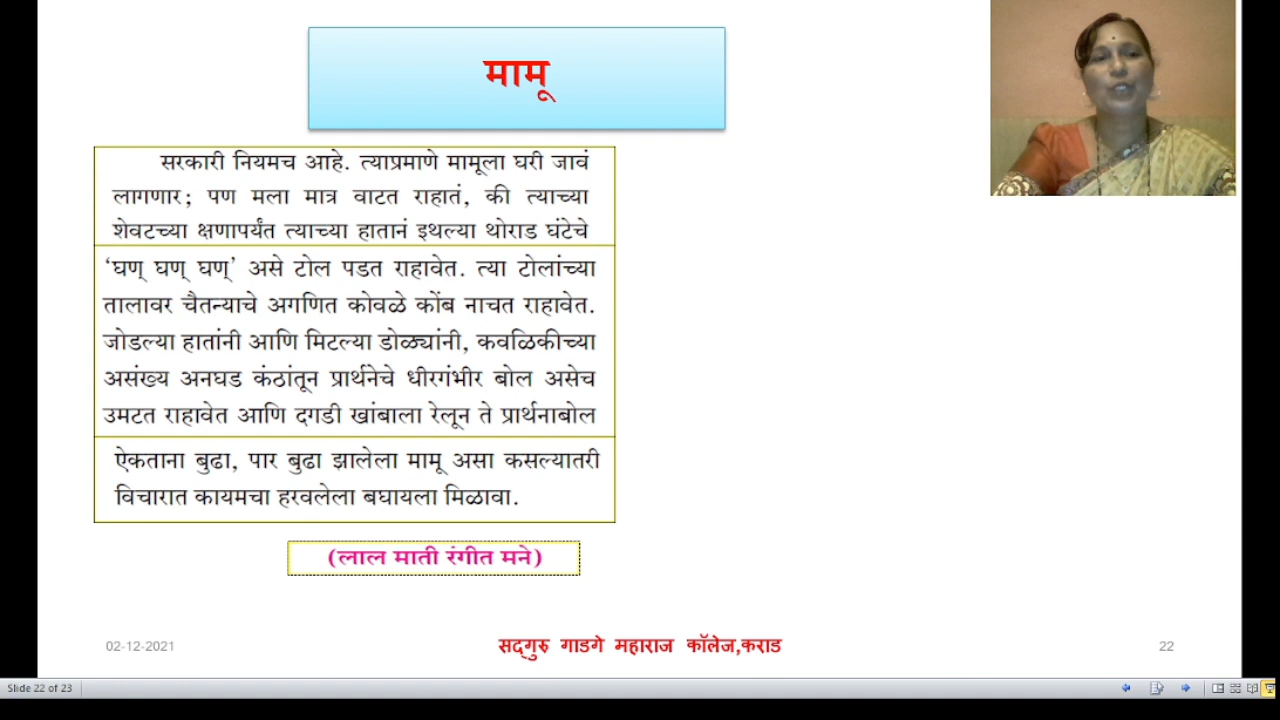 मामू
सरकारी नियमच आहे. त्याप्रमाणे मामूला घरी जावं
लागणार; पण मला मात्र वाटत राहातं, की त्याच्या
शेवटच्या क्षणापर्यंत त्याच्या हातानं इथल्या थोराड घंटेचे
‘घण् घण् घण्’ असे टोल पडत राहावेत. त्या टोलांच्या
तालावर चैतन्याचे अगणित कोवळे कोंब नाचत राहावेत.
जोडल्या हातांनी आणि मिटल्या डोळ्यांनी, कवळिकीच्या
असंख्य अनघड कंठांतून प्रार्थनेचे धीरगंभीर बोल असेच
उमटत राहावेत आणि दगडी खांबाला रेलून ते प्रार्थनाबोल
ऐकताना बुढा, पार बुढा झालेला मामू असा कसल्यातरी
विचारात कायमचा हरवलेला बघायला मिळावा.
(लाल माती रंगीत मने)
02-12-2021
सद्गुरु गाडगे महाराज कॉलेज,कराड
22
Slide 22 of 23